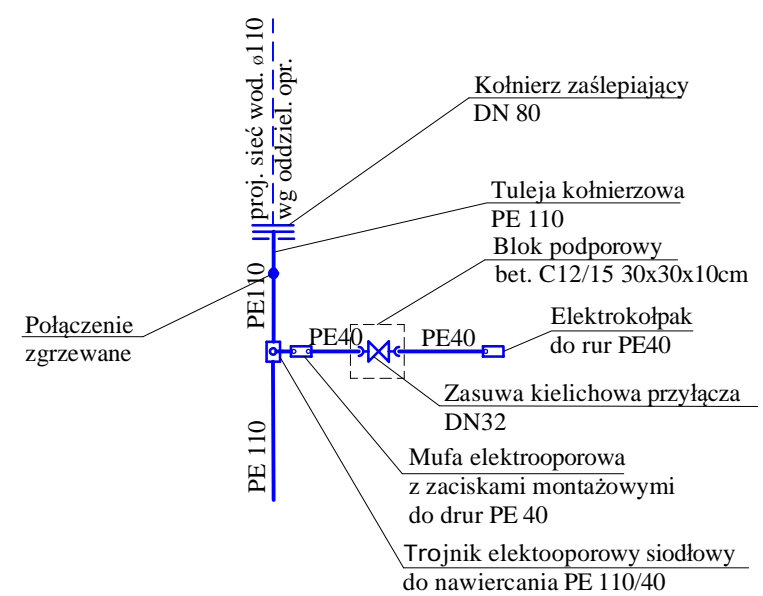 proj. sieć wod. ø110
wg oddziel. opr.
Kołnierz zaślepiający
DN 80
Tuleja kołnierzowa
PE 110
Blok podporowy
bet. C12/15 30x30x10cm
PE110
Połączenie
zgrzewane
PE40
PE40
Elektrokołpak
do rur PE40
Zasuwa kielichowa przyłącza
DN32
PE 110
Mufa elektrooporowa
z zaciskami montażowymi
do drur PE 40
Trojnik elektooporowy siodłowy
do nawiercania PE 110/40